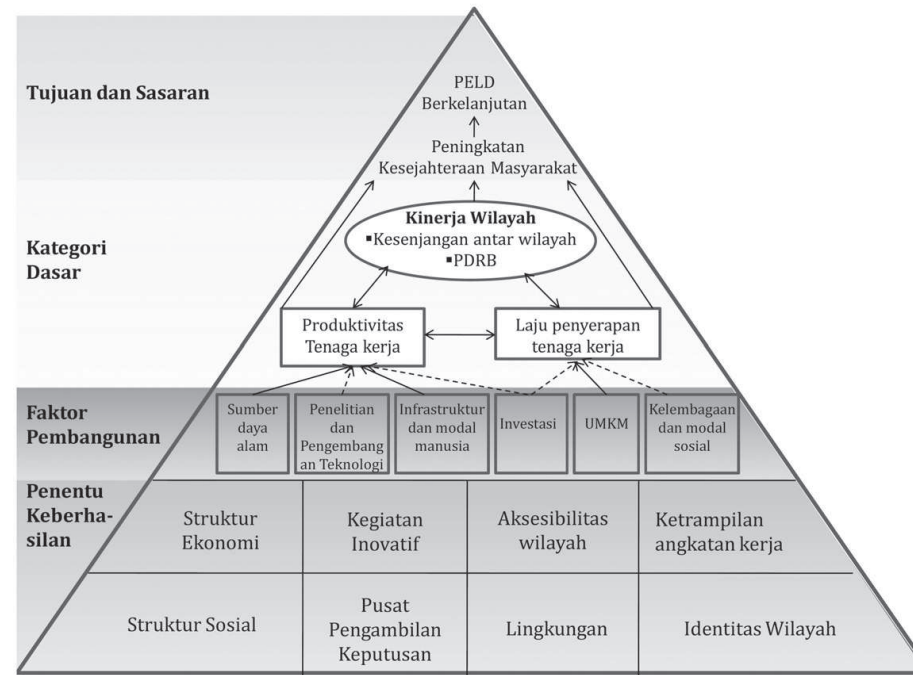 Tujuan dan Sasaran
PELD
Berkelanjutan
Peningkatan
Kesejahteraan Masyarakat
Kategori
Dasar
Kinerja Wilayah
▪Kesenjangan antar wilayah
▪PDRB
Produktivitas
Tenaga kerja
Laju penyerapan
tenaga kerja
Faktor
Pembangunan
Sumber
daya
alam
Penelitian
dan
Pengembang
an Teknologi
Infrastruktur
dan modal
manusia
Investasi
UMKM
Kelembagaan
dan modal
sosial
Penentu
Keberha-
silan
Struktur
Ekonomi
Kegiatan
Inovatif
Aksesibilitas
wilayah
Ketrampilan
angkatan kerja
Struktur Sosial
Pusat
Pengambilan
Keputusan
Lingkungan
Identitas Wilayah